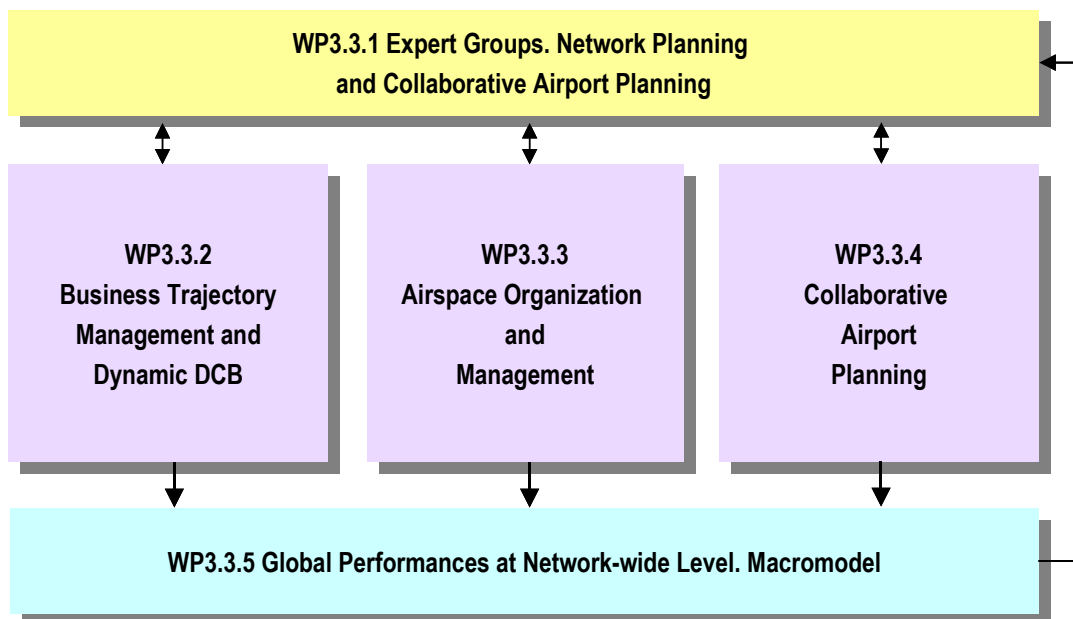 WP3.3.1 Expert Groups. Network Planning
and Collaborative Airport Planning
WP3.3.2
Business Trajectory
Management and
Dynamic DCB
WP3.3.3
Airspace Organization
and
Management
WP3.3.4
Collaborative
Airport
Planning
WP3.3.5 Global Performances at Network-wide Level. Macromodel